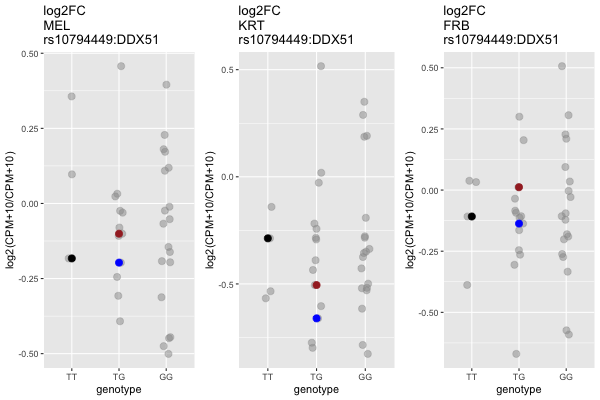 log2FC
MEL
rs10794449:DDX51
log2(CPM+10/CPM+10)
0.50
0.25
0.00
-0.25
-0.50
TT TG GG
genotype
log2FC
KRT
rs10794449:DDX51
log2(CPM+10/CPM+10)
0.5
0.0
-0.5
TT TG GG
genotype
log2FC
FRB
rs10794449:DDX51
log2(CPM+10/CPM+10)
0.50
0.25
0.00
-0.25
-0.50
TT TG GG
genotype